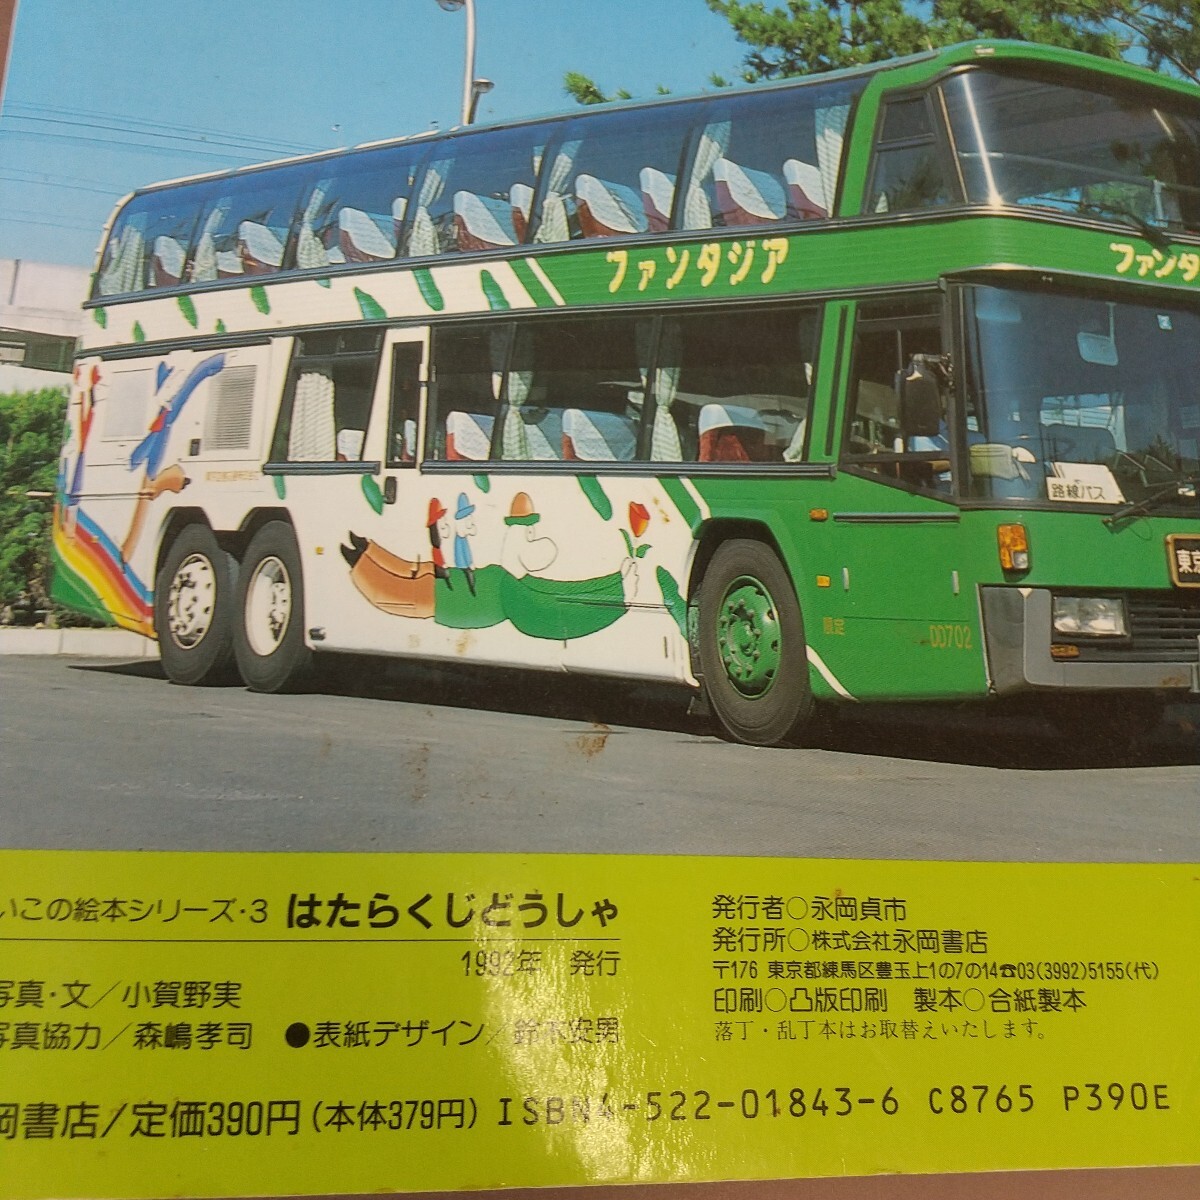 ファンタジア
ファンタ
路線バス
東京
限定
DD702
いこの絵本シリーズ・3 はたらくじどうしゃ
1992年 発行
写真・文／小賀野実
写真協力／森嶋孝司 ●表紙デザイン／鈴木安男
発行者○永岡貞市
発行所○株式会社永岡書店
〒176 東京都練馬区豊玉上1の7の14☎03(3992)5155(代)
印刷○凸版印刷 製本○合紙製本
落丁・乱丁本はお取替えいたします。
岡書店/定価390円(本体379円) ISBN4-522-01843-6 C8765 P390E